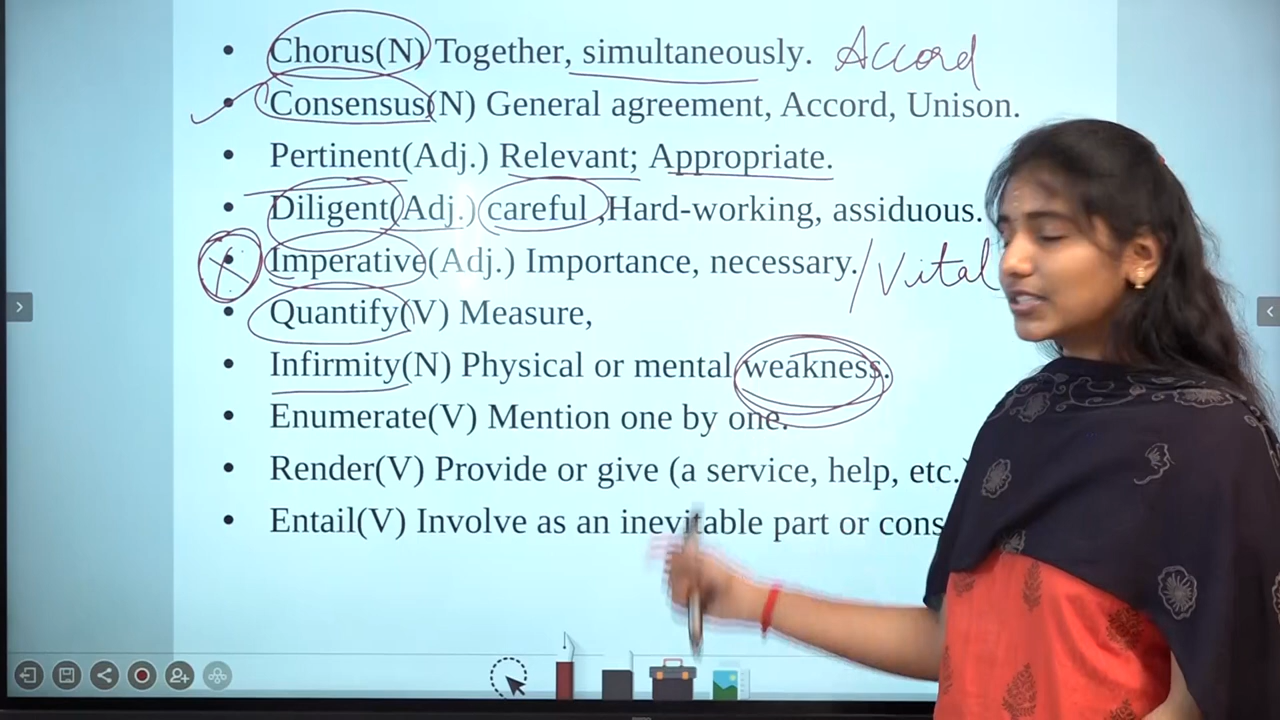 • Chorus(N) Together, simultaneously. Accord
• Consensus(N) General agreement, Accord, Unison.
• Pertinent(Adj.) Relevant; Appropriate.
• Diligent(Adj.) careful ,Hard-working, assiduous.
• Imperative(Adj.) Importance, necessary./Vital
• Quantify(V) Measure,
• Infirmity(N) Physical or mental weakness.
• Enumerate(V) Mention one by one.
• Render(V) Provide or give (a service, help, etc.
• Entail(V) Involve as an inevitable part or cons